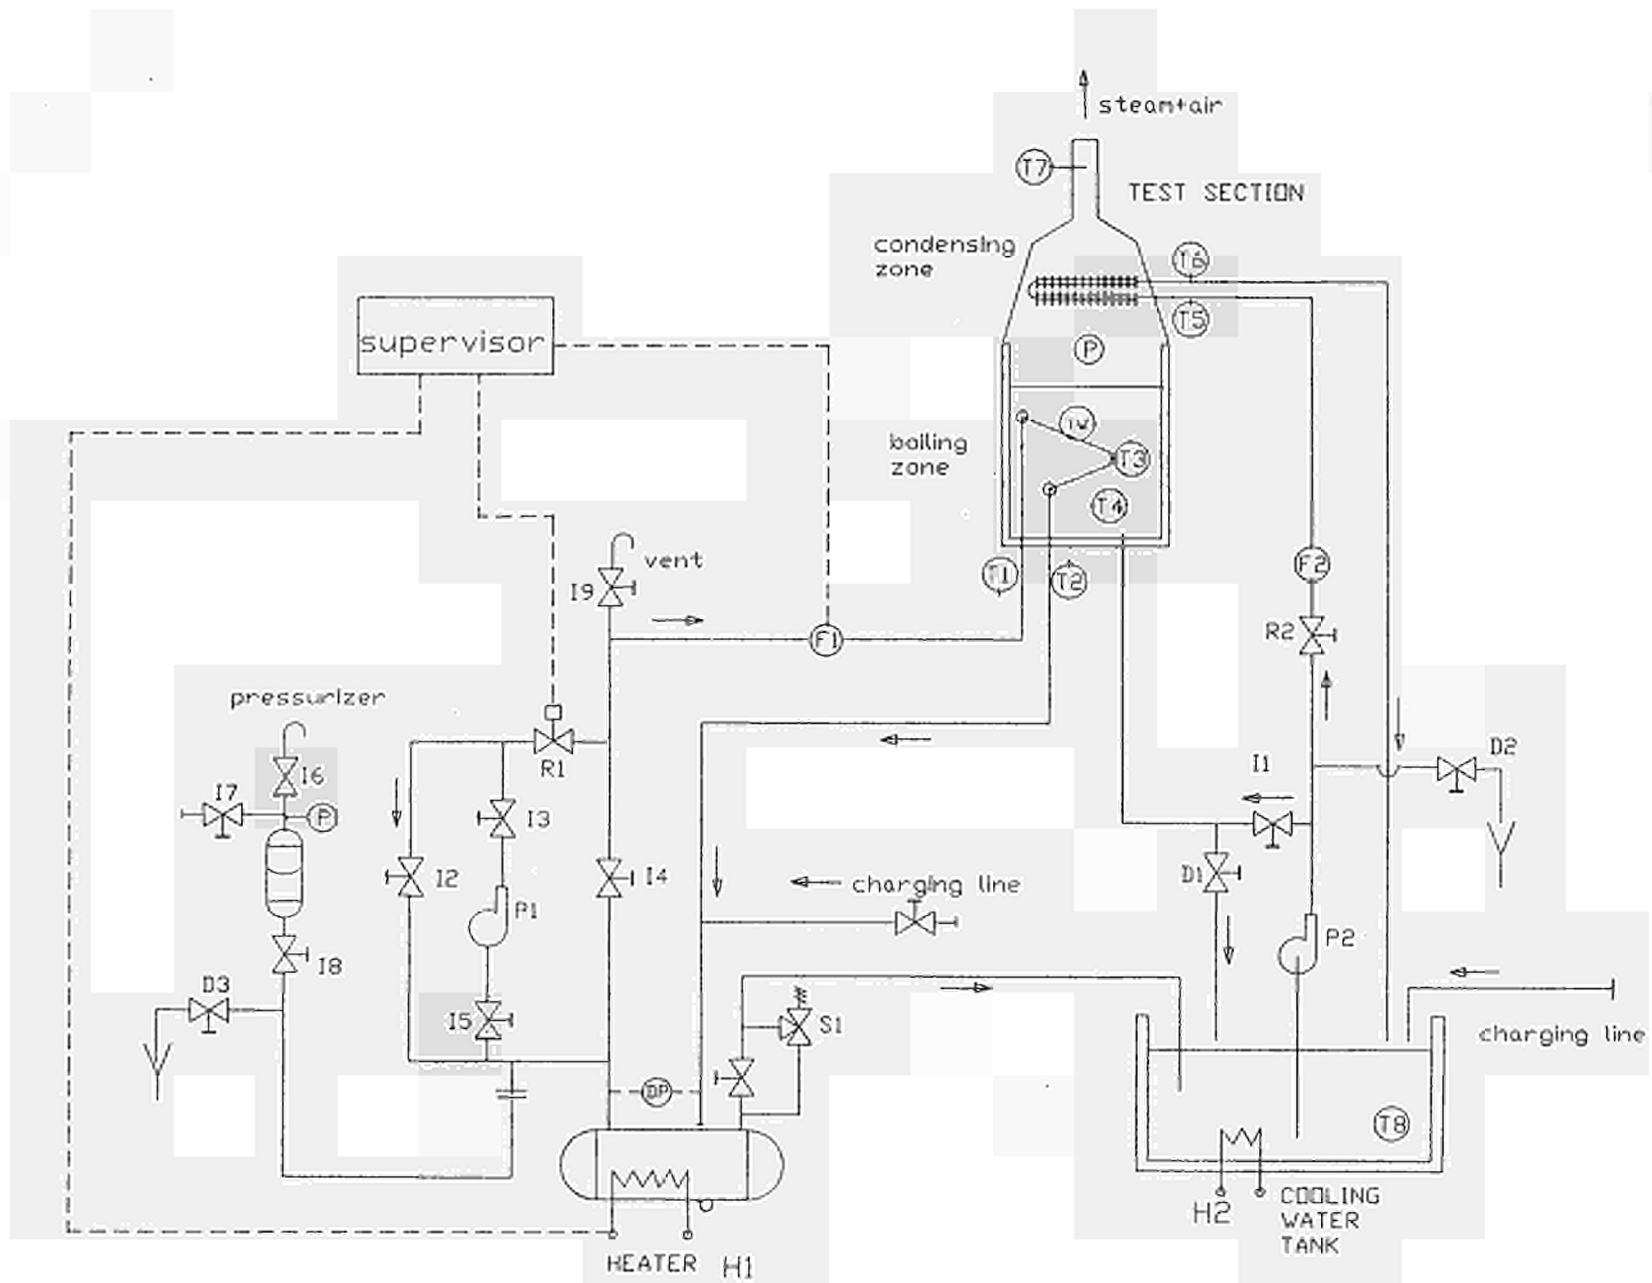 steam+air
T7
TEST SECTION
condensing
zone
T6
T5
supervisor
P
boiling
zone
TW
T3
T4
T1
T2
vent
I9
F2
R2
F1
pressurizer
I6
I7
P
R1
I3
I2
I4
P1
I1
D2
D1
charging line
I8
P2
D3
I5
S1
charging line
DP
T8
H2
COOLING
WATER
TANK
HEATER H1